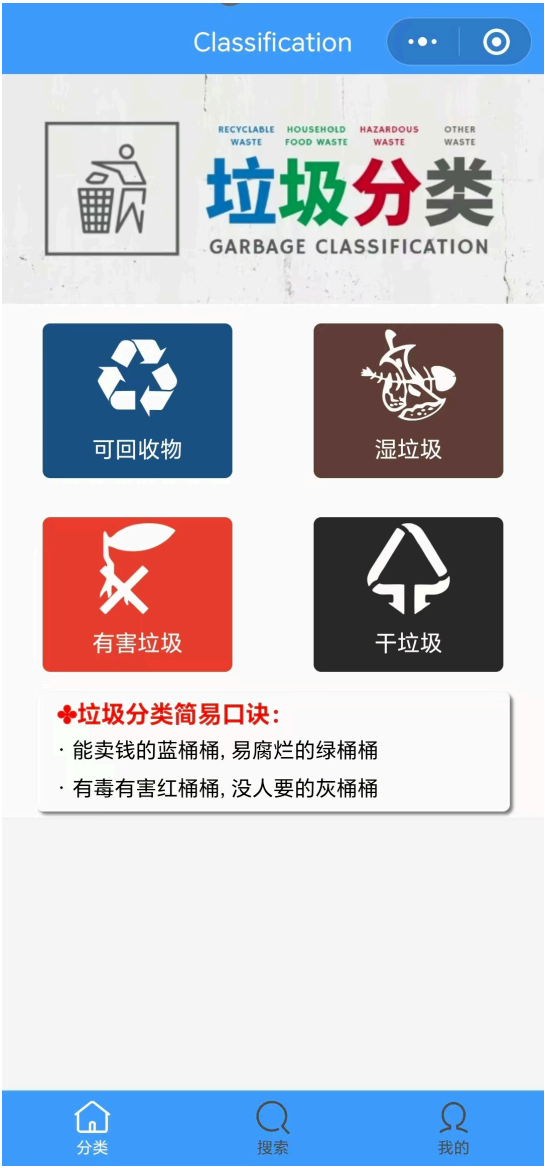 Classification
RECYCLABLE WASTE
HOUSEHOLD FOOD WASTE
HAZARDOUS WASTE
OTHER WASTE
垃圾分类
GARBAGE CLASSIFICATION
可回收物
湿垃圾
有害垃圾
干垃圾
✤垃圾分类简易口诀:
· 能卖钱的蓝桶桶, 易腐烂的绿桶桶
· 有毒有害红桶桶, 没人要的灰桶桶
分类
搜索
我的